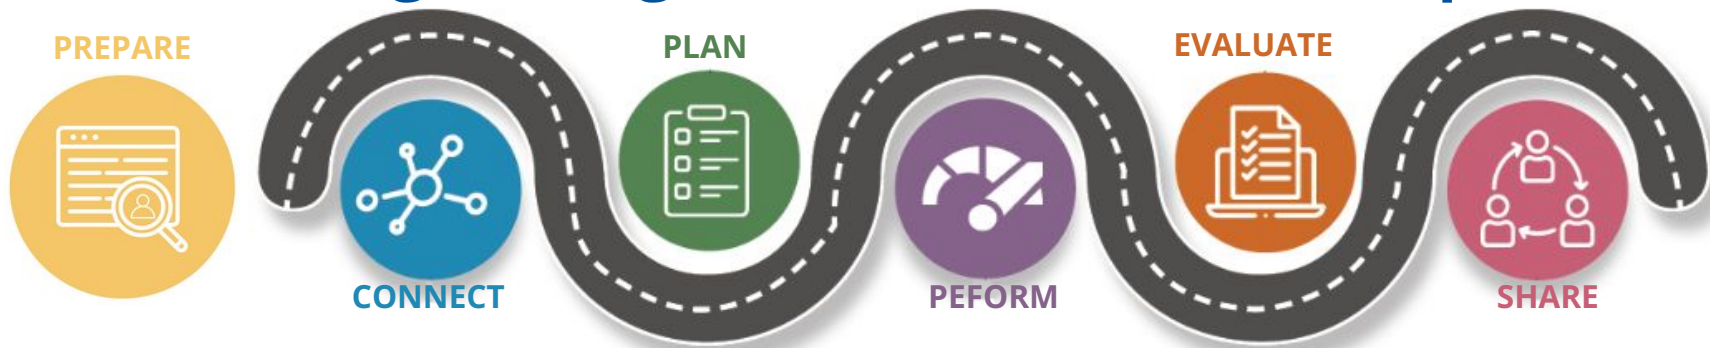 PREPARE
CONNECT
PLAN
PEFORM
EVALUATE
SHARE